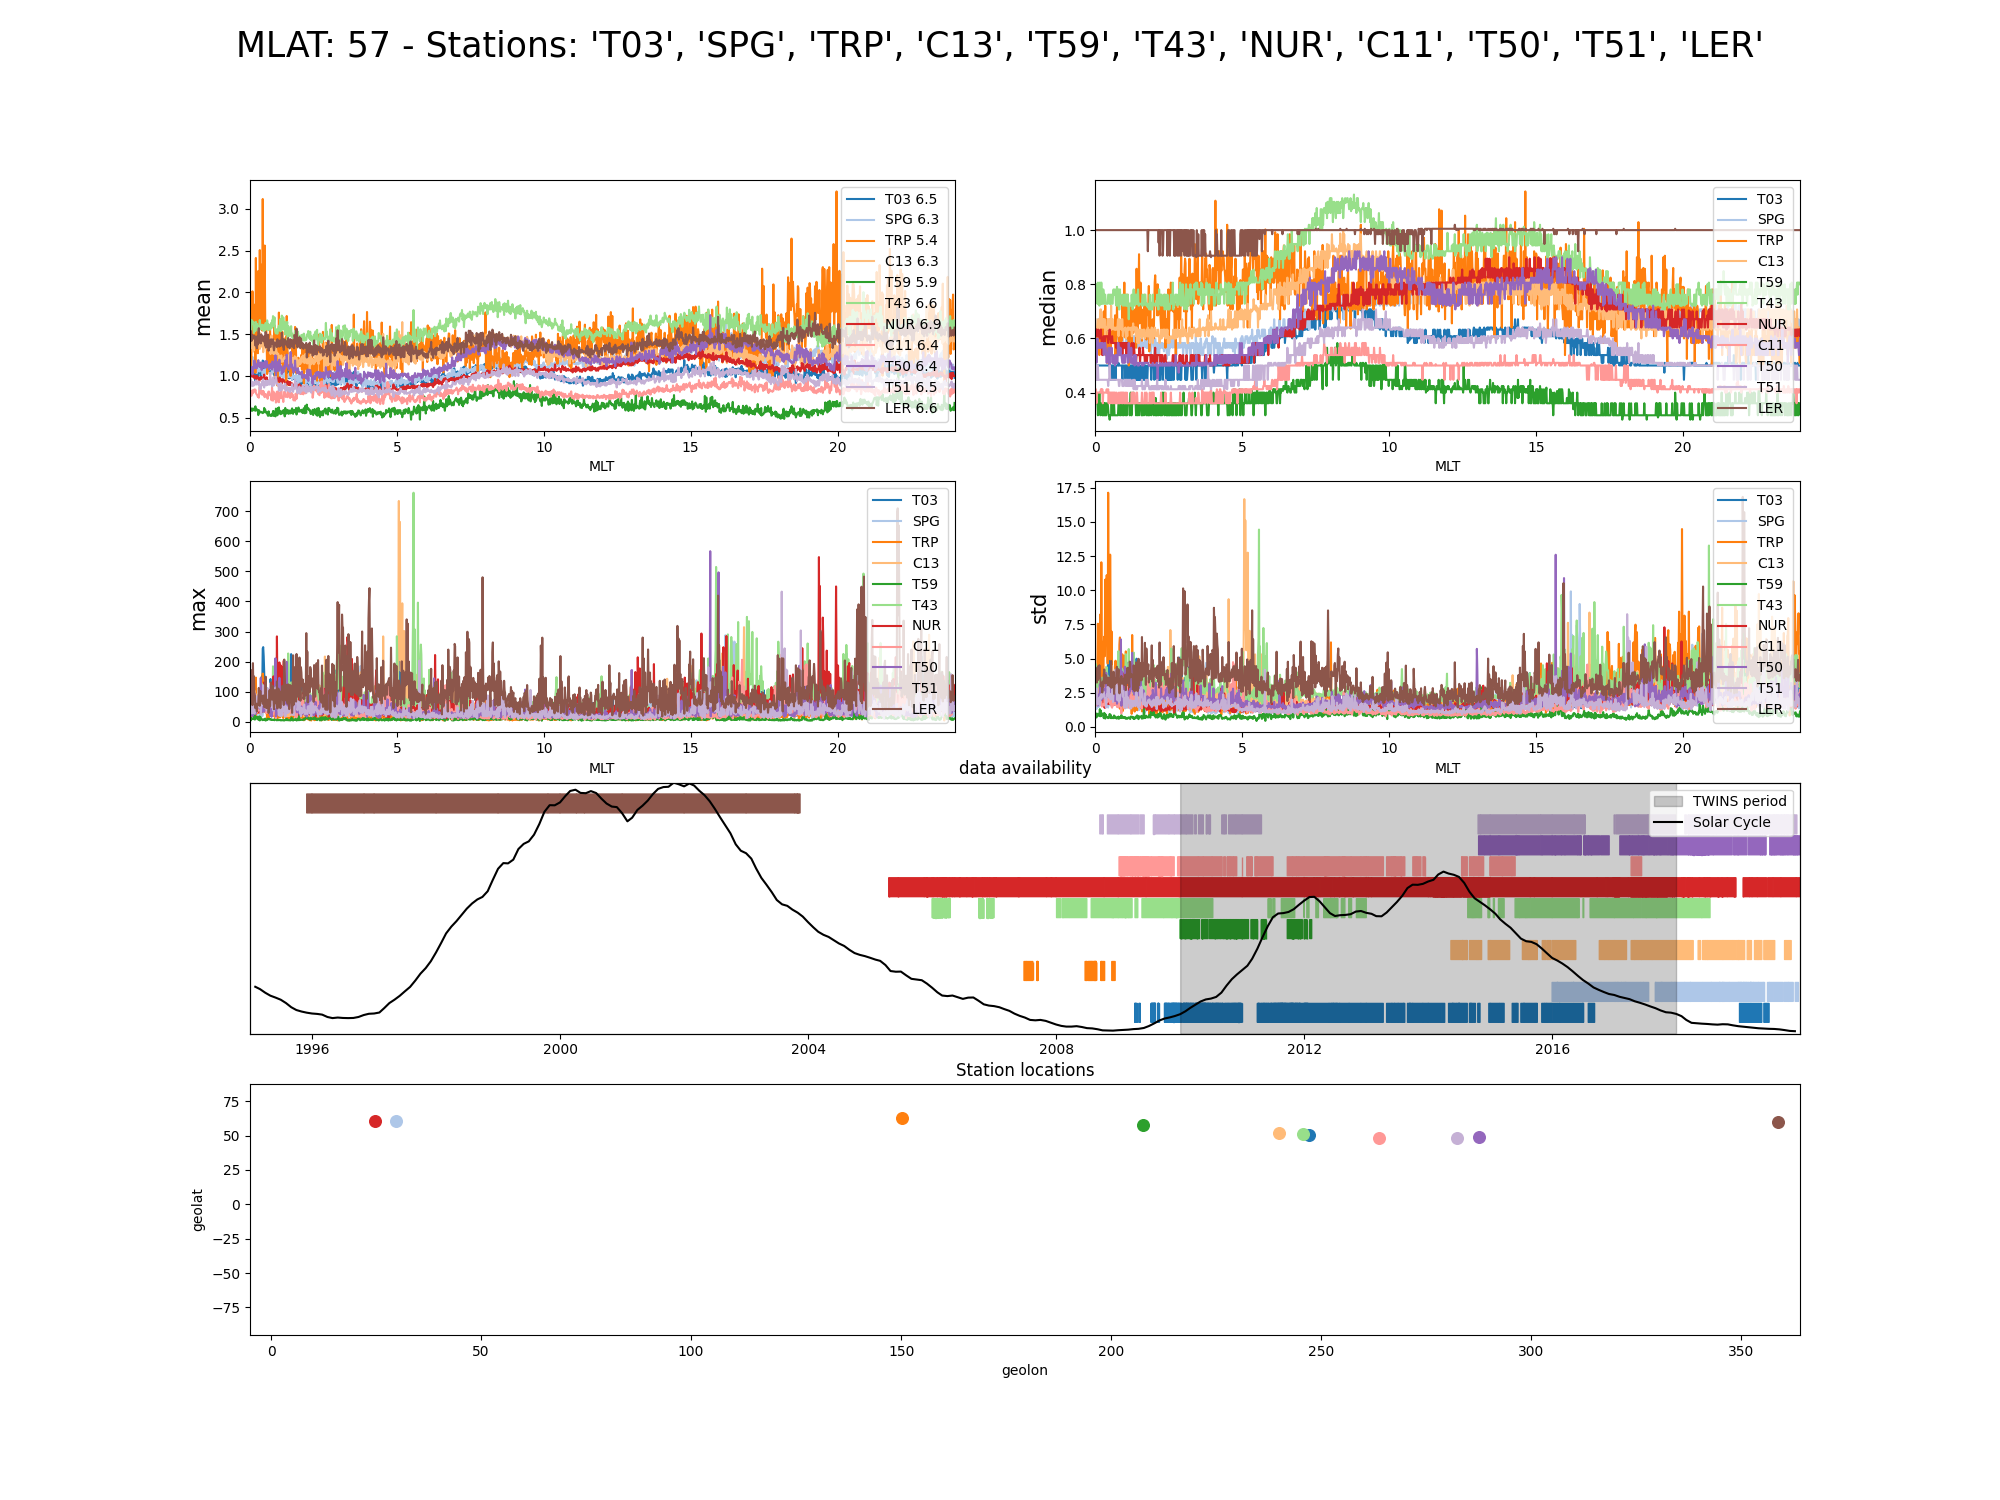 MLAT: 57 - Stations: 'T03', 'SPG', 'TRP', 'C13', 'T59', 'T43', 'NUR', 'C11', 'T50', 'T51', 'LER'
mean
3.0
2.5
2.0
1.5
1.0
0.5
0 5 10 15 20
MLT
T03 6.5
SPG 6.3
TRP 5.4
C13 6.3
T59 5.9
T43 6.6
NUR 6.9
C11 6.4
T50 6.4
T51 6.5
LER 6.6
median
1.0
0.8
0.6
0.4
0 5 10 15 20
MLT
T03
SPG
TRP
C13
T59
T43
NUR
C11
T50
T51
LER
max
700
600
500
400
300
200
100
0
0 5 10 15 20
MLT
T03
SPG
TRP
C13
T59
T43
NUR
C11
T50
T51
LER
std
17.5
15.0
12.5
10.0
7.5
5.0
2.5
0.0
0 5 10 15 20
MLT
T03
SPG
TRP
C13
T59
T43
NUR
C11
T50
T51
LER
data availability
TWINS period
Solar Cycle
1996 2000 2004 2008 2012 2016
Station locations
geolat
75
50
25
0
−25
−50
−75
0 50 100 150 200 250 300 350
geolon